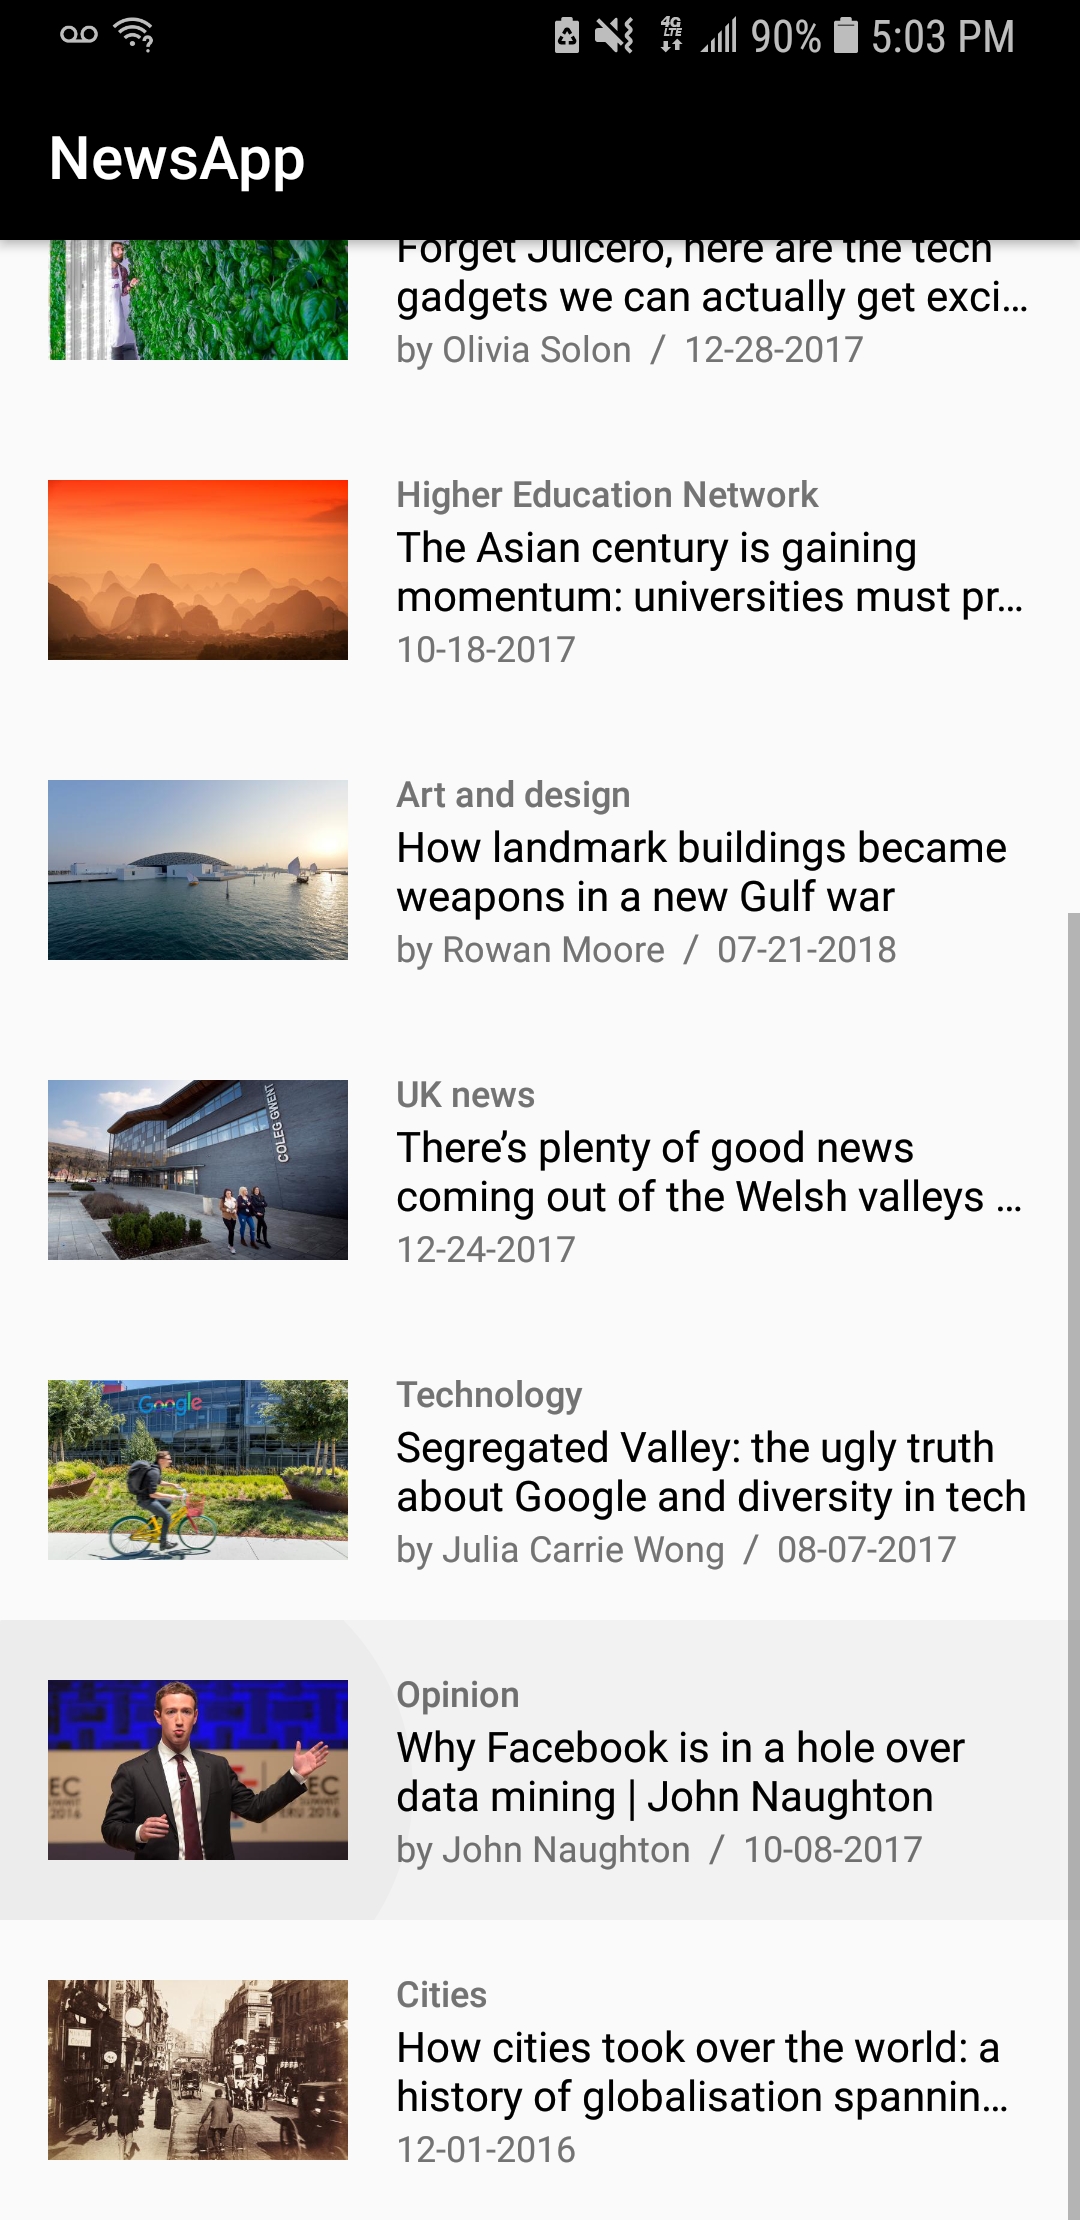 90% 5:03 PM
NewsApp
Forget Juicero, here are the tech
gadgets we can actually get exci…
by Olivia Solon / 12-28-2017
Higher Education Network
The Asian century is gaining
momentum: universities must pr…
10-18-2017
Art and design
How landmark buildings became
weapons in a new Gulf war
by Rowan Moore / 07-21-2018
COLEG GWENT
UK news
There’s plenty of good news
coming out of the Welsh valleys …
12-24-2017
Google
Technology
Segregated Valley: the ugly truth
about Google and diversity in tech
by Julia Carrie Wong / 08-07-2017
Opinion
Why Facebook is in a hole over
data mining | John Naughton
by John Naughton / 10-08-2017
Cities
How cities took over the world: a
history of globalisation spannin…
12-01-2016